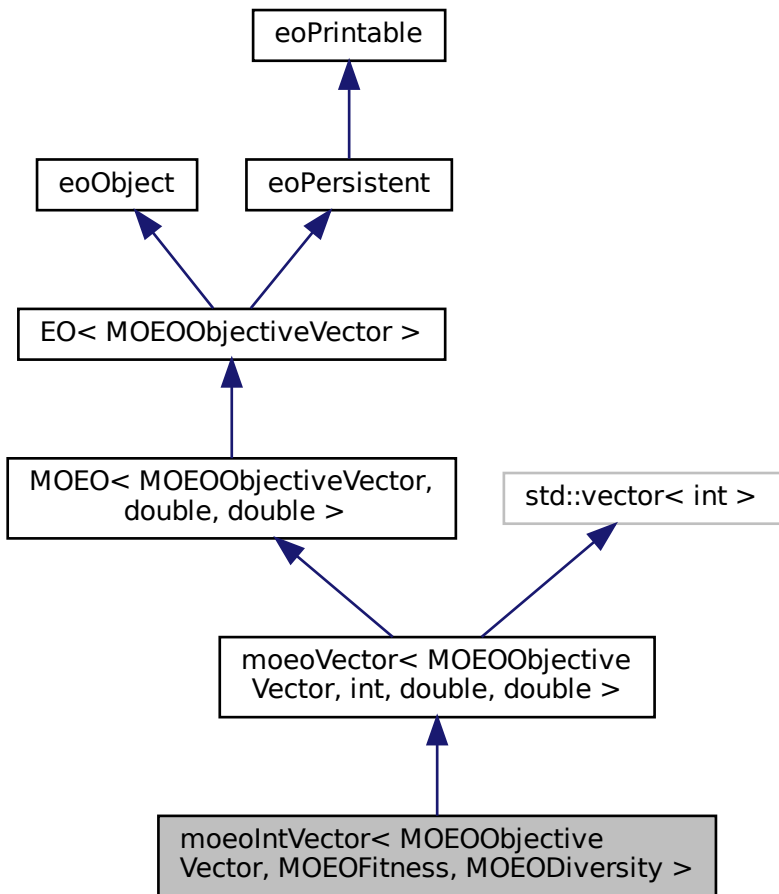 eoPrintable
eoObject
eoPersistent
EO< MOEOObjectiveVector >
MOEO< MOEOObjectiveVector,
double, double >
std::vector< int >
moeoVector< MOEOObjective
Vector, int, double, double >
moeoIntVector< MOEOObjective
Vector, MOEOFitness, MOEODiversity >